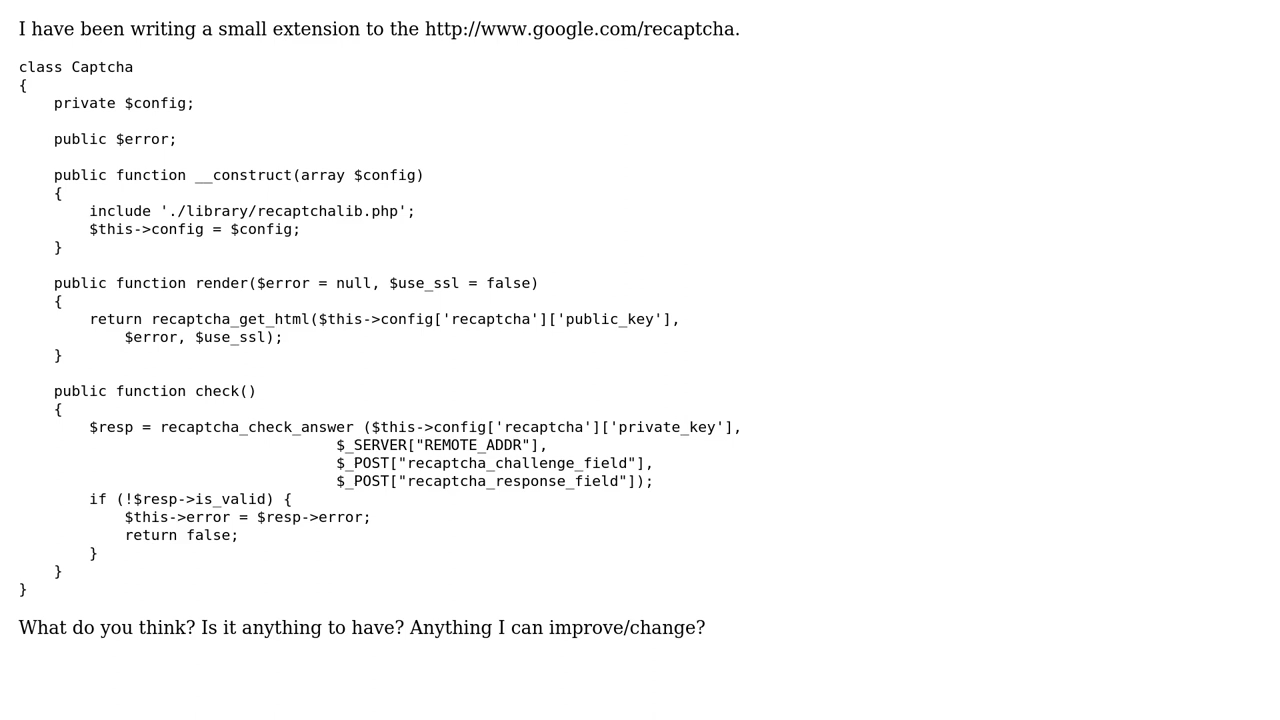 I have been writing a small extension to the http://www.google.com/recaptcha.
class Captcha
{
    private $config;
    public $error;
    public function __construct(array $config)
    {
        include './library/recaptchalib.php';
        $this->config = $config;
    }
    public function render($error = null, $use_ssl = false)
    {
        return recaptcha_get_html($this->config['recaptcha']['public_key'],
            $error, $use_ssl);
    }
    public function check()
    {
        $resp = recaptcha_check_answer ($this->config['recaptcha']['private_key'],
                                    $_SERVER["REMOTE_ADDR"],
                                    $_POST["recaptcha_challenge_field"],
                                    $_POST["recaptcha_response_field"]);
        if (!$resp->is_valid) {
            $this->error = $resp->error;
            return false;
        }
    }
}
What do you think? Is it anything to have? Anything I can improve/change?